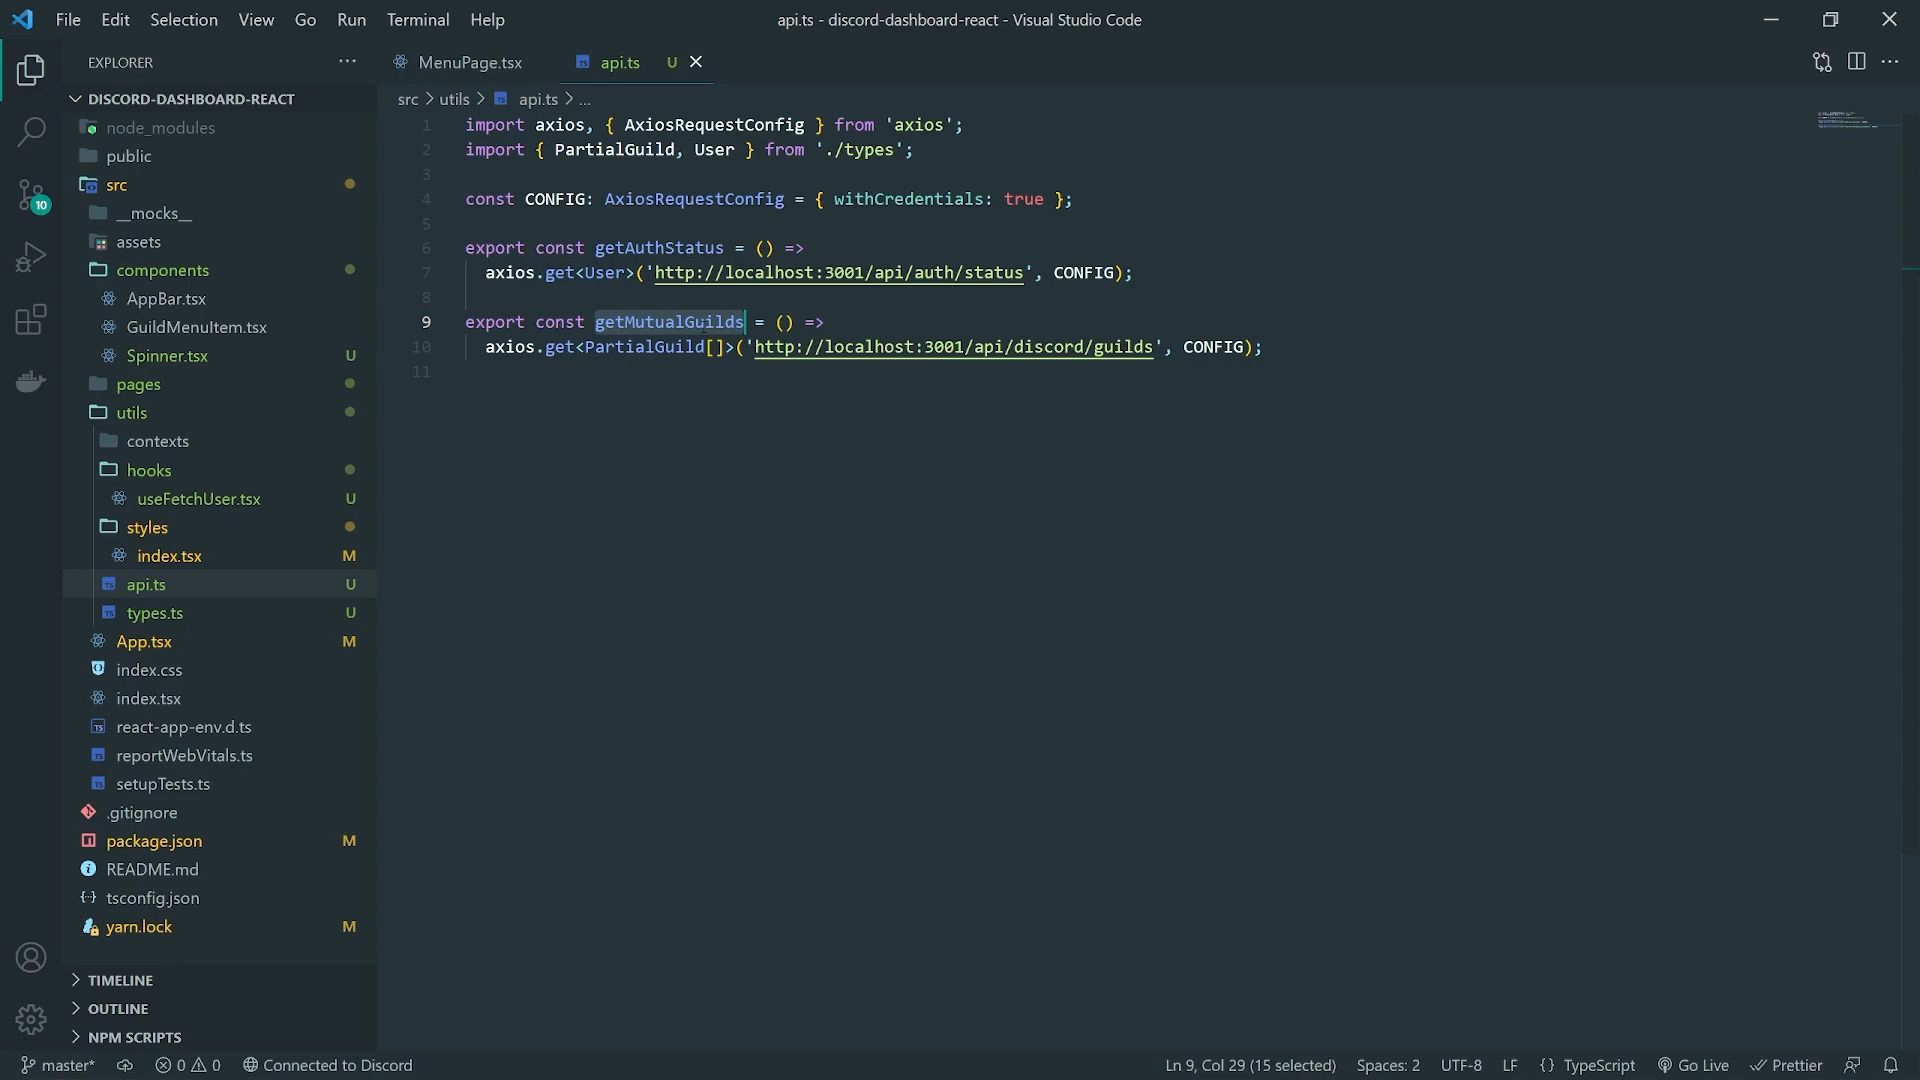 File Edit Selection View Go Run Terminal Help
api.ts - discord-dashboard-react - Visual Studio Code
EXPLORER
MenuPage.tsx
api.ts U
DISCORD-DASHBOARD-REACT
src > utils > api.ts > ...
node_modules
public
src
__mocks__
assets
components
AppBar.tsx
GuildMenuItem.tsx
Spinner.tsx U
pages
utils
contexts
hooks
useFetchUser.tsx U
styles
index.tsx M
api.ts U
types.ts U
App.tsx M
index.css
index.tsx
react-app-env.d.ts
reportWebVitals.ts
setupTests.ts
.gitignore
package.json M
README.md
tsconfig.json
yarn.lock M
TIMELINE
OUTLINE
NPM SCRIPTS
10
1 import axios, { AxiosRequestConfig } from 'axios';
2 import { PartialGuild, User } from './types';
3
4 const CONFIG: AxiosRequestConfig = { withCredentials: true };
5
6 export const getAuthStatus = () =>
7 axios.get<User>('http://localhost:3001/api/auth/status', CONFIG);
8
9 export const getMutualGuilds = () =>
10 axios.get<PartialGuild[]>('http://localhost:3001/api/discord/guilds', CONFIG);
11
master* 0 0 Connected to Discord
Ln 9, Col 29 (15 selected) Spaces: 2 UTF-8 LF {} TypeScript Go Live Prettier